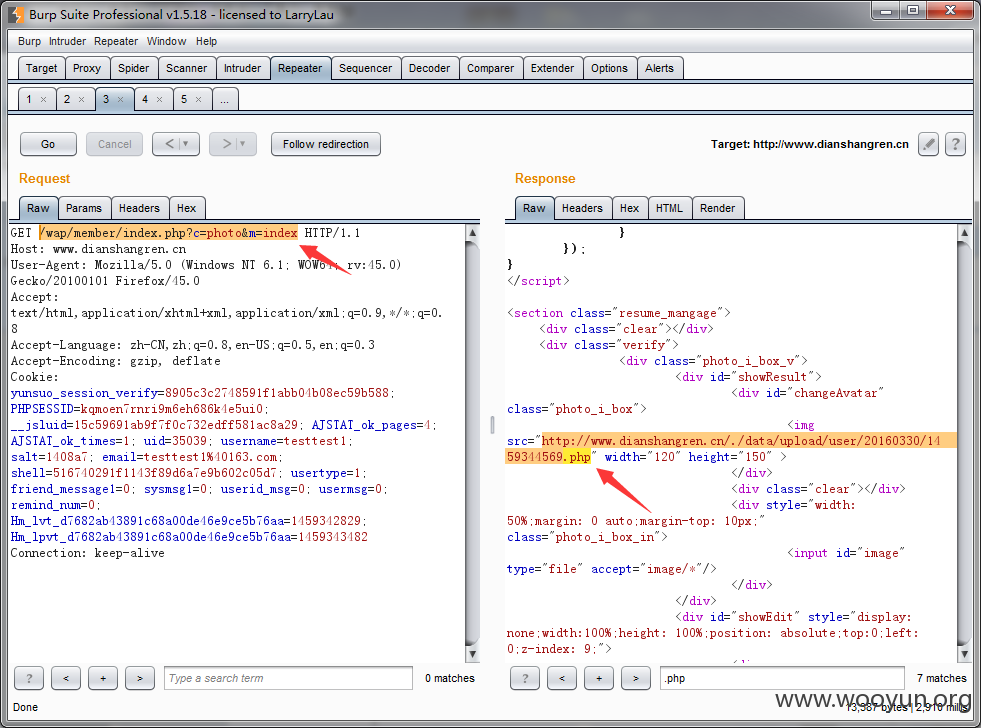 Burp Suite Professional v1.5.18 - licensed to LarryLau
Burp Intruder Repeater Window Help
Target Proxy Spider Scanner Intruder Repeater Sequencer Decoder Comparer Extender Options Alerts
1 × 2 × 3 × 4 × 5 × ...
Go Cancel < | ▼ > | ▼ Follow redirection Target: http://www.dianshangren.cn ?
Request
Raw Params Headers Hex
GET /wap/member/index.php?c=photo&m=index HTTP/1.1
Host: www.dianshangren.cn
User-Agent: Mozilla/5.0 (Windows NT 6.1; WOW64; rv:45.0)
Gecko/20100101 Firefox/45.0
Accept:
text/html,application/xhtml+xml,application/xml;q=0.9,*/*;q=0.
8
Accept-Language: zh-CN,zh;q=0.8,en-US;q=0.5,en;q=0.3
Accept-Encoding: gzip, deflate
Cookie:
yunsuo_session_verify=8905c3c2748591f1abb04b08ec59b588;
PHPSESSID=kqmoen7rnri9m6eh686k4e5ui0;
__jsluid=15c59691ab9f7f0c732edff581ac8a29; AJSTAT_ok_pages=4;
AJSTAT_ok_times=1; uid=35039; username=testtest1;
salt=1408a7; email=testtest1%40163.com;
shell=516740291f1143f89d6a7e9b602c05d7; usertype=1;
friend_message1=0; sysmsg1=0; userid_msg=0; usermsg=0;
remind_num=0;
Hm_lvt_d7682ab43891c68a00de46e9ce5b76aa=1459342829;
Hm_lpvt_d7682ab43891c68a00de46e9ce5b76aa=1459343482
Connection: keep-alive
? < + > Type a search term 0 matches
Response
Raw Headers Hex HTML Render
}
});
}
</script>
<section class="resume_mangage">
<div class="clear"></div>
<div class="verify">
<div class="photo_i_box_v">
<div id="showResult">
<div id="changeAvatar"
class="photo_i_box">
<img
src="http://www.dianshangren.cn/./data/upload/user/20160330/14
59344569.php" width="120" height="150" >
</div>
<div class="clear"></div>
<div style="width:
50%;margin: 0 auto;margin-top: 10px;"
class="photo_i_box_in">
<input id="image"
type="file" accept="image/*"/>
</div>
</div>
<div id="showEdit" style="display:
none;width:100%;height: 100%;position: absolute;top:0;left:
0;z-index: 9;">
? < + > .php 7 matches
Done
www.wooyun.org